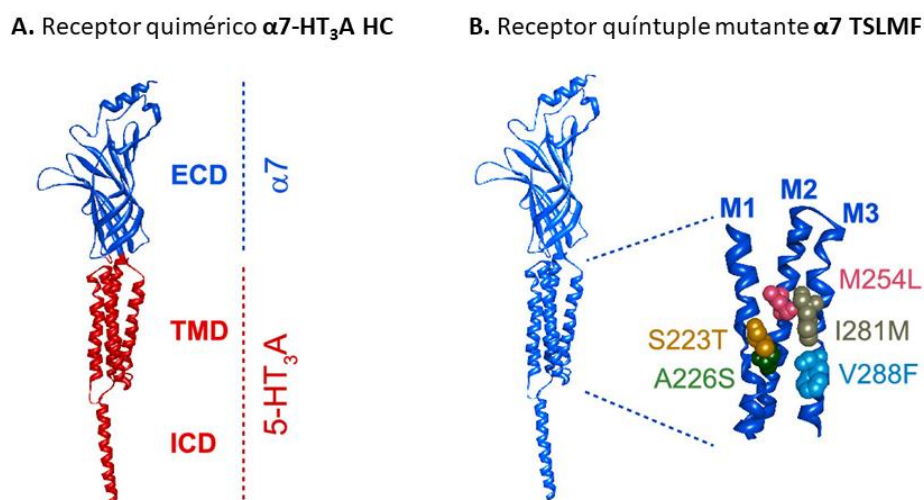 A. Receptor quimérico α7-HT₃A HC
ECD
α7
TMD
5-HT₃A
ICD
B. Receptor quíntuple mutante α7 TSLMF
M1
M2
M3
M254L
S223T
I281M
A226S
V288F